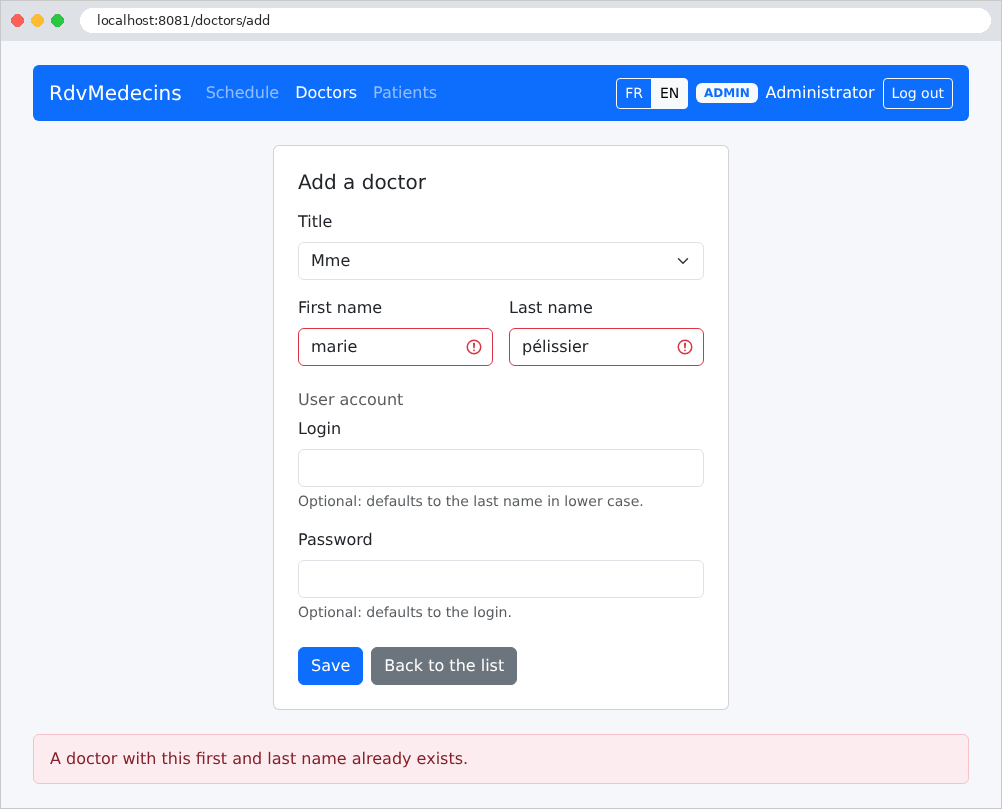 localhost:8081/doctors/add
RdvMedecins Schedule Doctors Patients FR EN ADMIN Administrator Log out
Add a doctor
Title
Mme
First name Last name
marie pélissier
User account
Login
Optional: defaults to the last name in lower case.
Password
Optional: defaults to the login.
Save Back to the list
A doctor with this first and last name already exists.